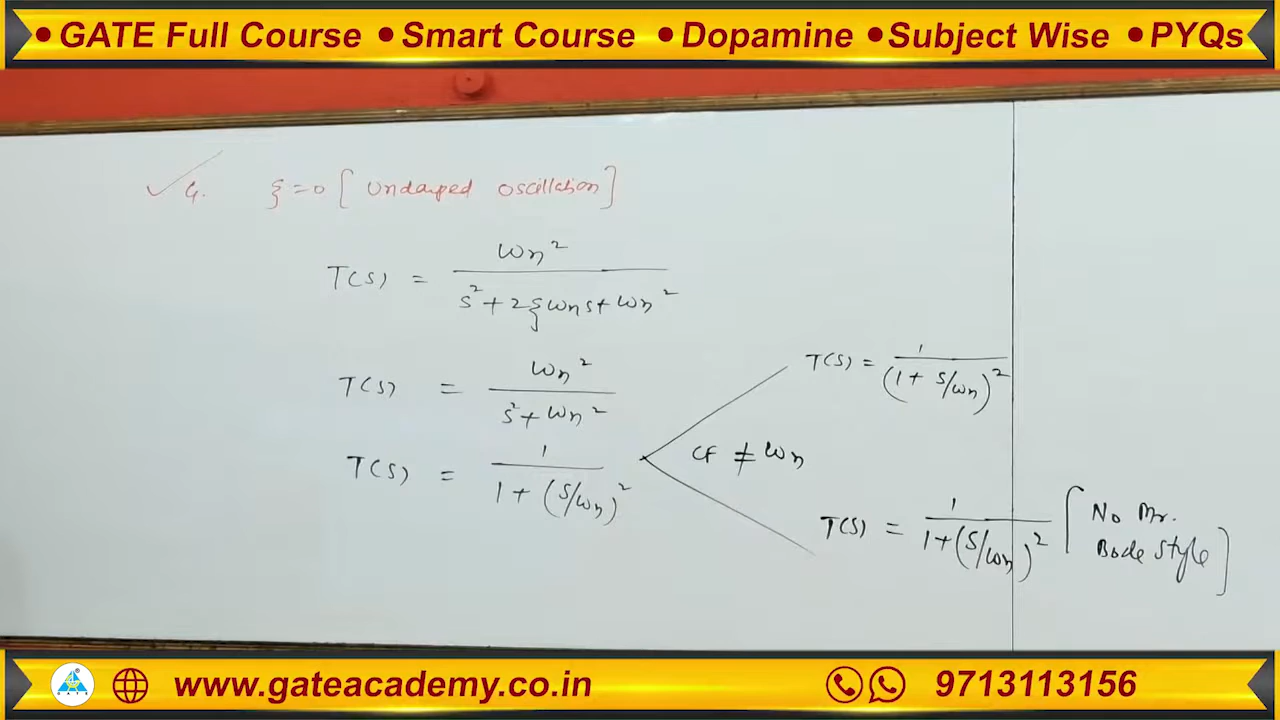 •GATE Full Course •Smart Course •Dopamine •Subject Wise •PYQs
4. ξ=0 [Undamped oscillation]
T(s) = ωn² / (s²+2ξωns+ωn²)
T(s) = ωn² / (s²+ωn²)
T(s) = 1 / (1+(s/ωn)²)
T(s) = 1 / (1+s/ωn)²
CF ≠ ωn
T(s) = 1 / (1+(s/ωn)²) [No Mr.
Bode style]
GATE
www.gateacademy.co.in
9713113156